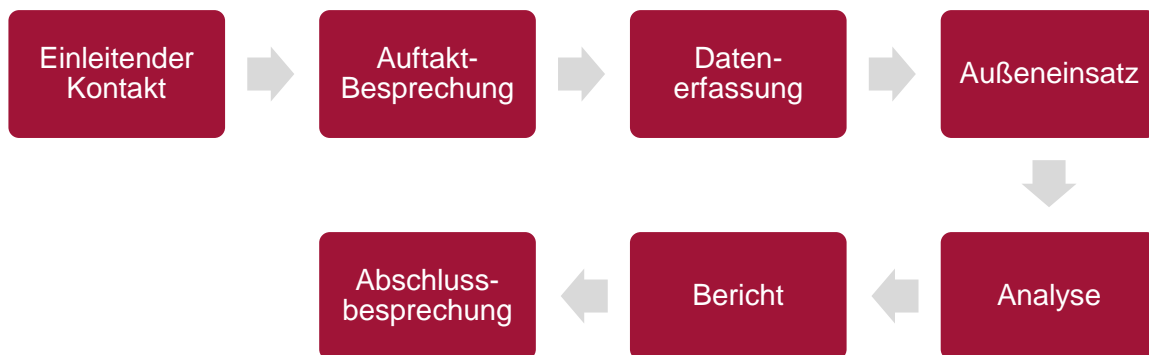 Einleitender
Kontakt
Auftakt-
Besprechung
Daten-
erfassung
Außeneinsatz
Analyse
Bericht
Abschluss-
besprechung